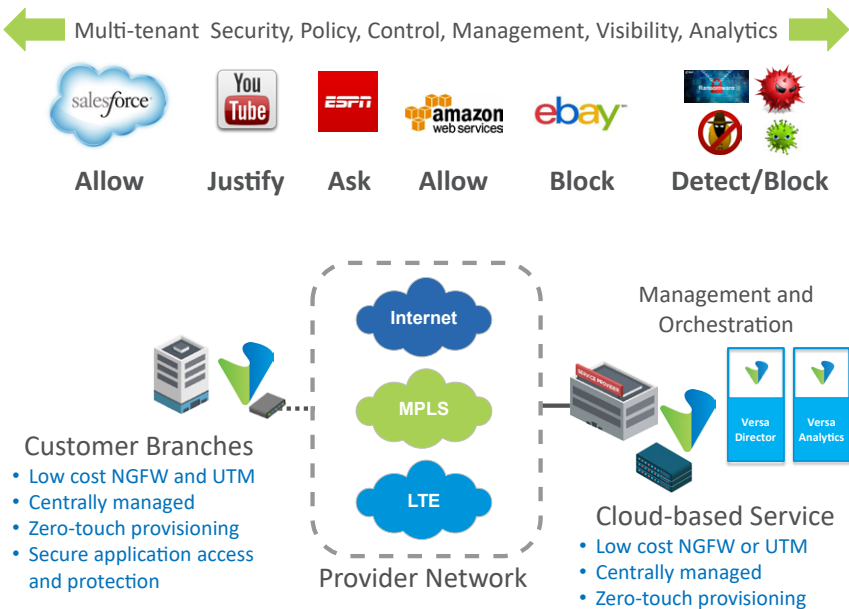 Multi-tenant Security, Policy, Control, Management, Visibility, Analytics
salesforce
You
Tube
ESPN
amazon
web services
ebay
Ransomware
Allow
Justify
Ask
Allow
Block
Detect/Block
Internet
MPLS
LTE
Provider Network
Customer Branches
• Low cost NGFW and UTM
• Centrally managed
• Zero-touch provisioning
• Secure application access
and protection
Management and
Orchestration
SERVICE PROVIDER
Versa
Director
Versa
Analytics
Cloud-based Service
• Low cost NGFW or UTM
• Centrally managed
• Zero-touch provisioning